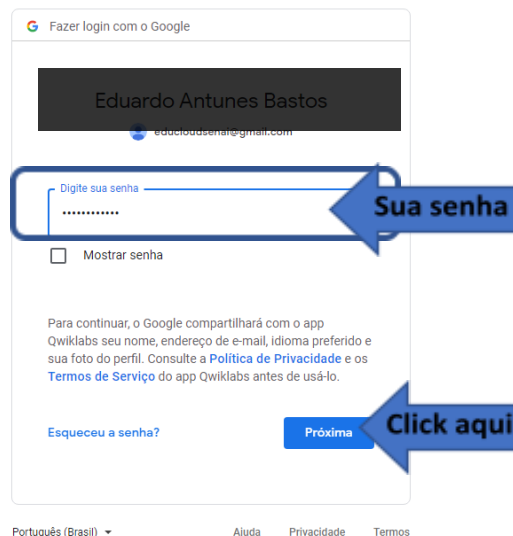 Fazer login com o Google
Eduardo Antunes Bastos
educloudsenai@gmail.com
Digite sua senha
............
Sua senha
Mostrar senha
Para continuar, o Google compartilhará com o app
Qwiklabs seu nome, endereço de e-mail, idioma preferido e
sua foto do perfil. Consulte a Política de Privacidade e os
Termos de Serviço do app Qwiklabs antes de usá-lo.
Esqueceu a senha?
Próxima
Click aqui
Português (Brasil)
Ajuda Privacidade Termos